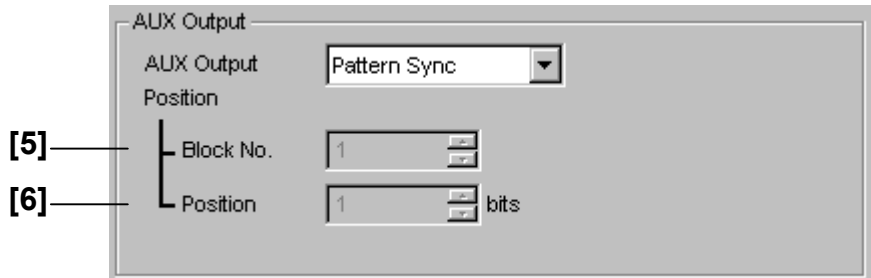 AUX Output
AUX Output Pattern Sync
Position
[5] Block No. 1
[6] Position 1 bits